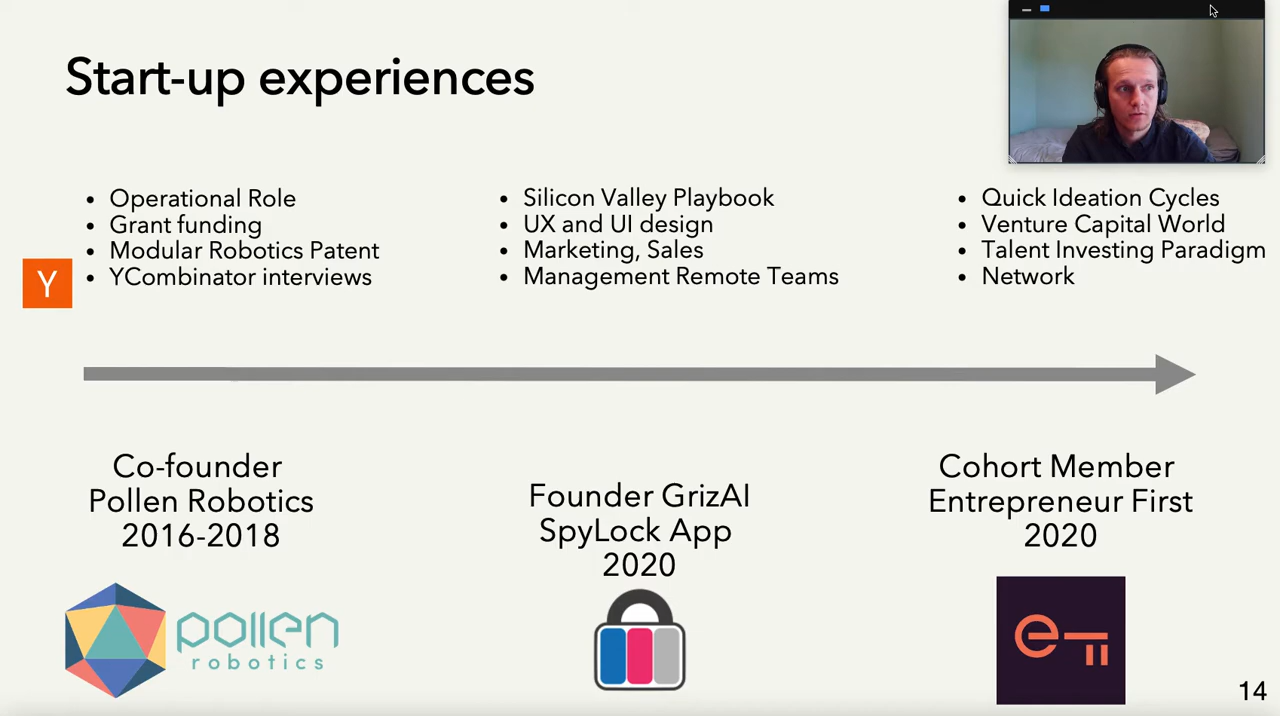 Start-up experiences
• Operational Role
• Grant funding
• Modular Robotics Patent
• YCombinator interviews
Y
• Silicon Valley Playbook
• UX and UI design
• Marketing, Sales
• Management Remote Teams
• Quick Ideation Cycles
• Venture Capital World
• Talent Investing Paradigm
• Network
Co-founder
Pollen Robotics
2016-2018
Founder GrizAI
SpyLock App
2020
Cohort Member
Entrepreneur First
2020
pollen
robotics
e
14